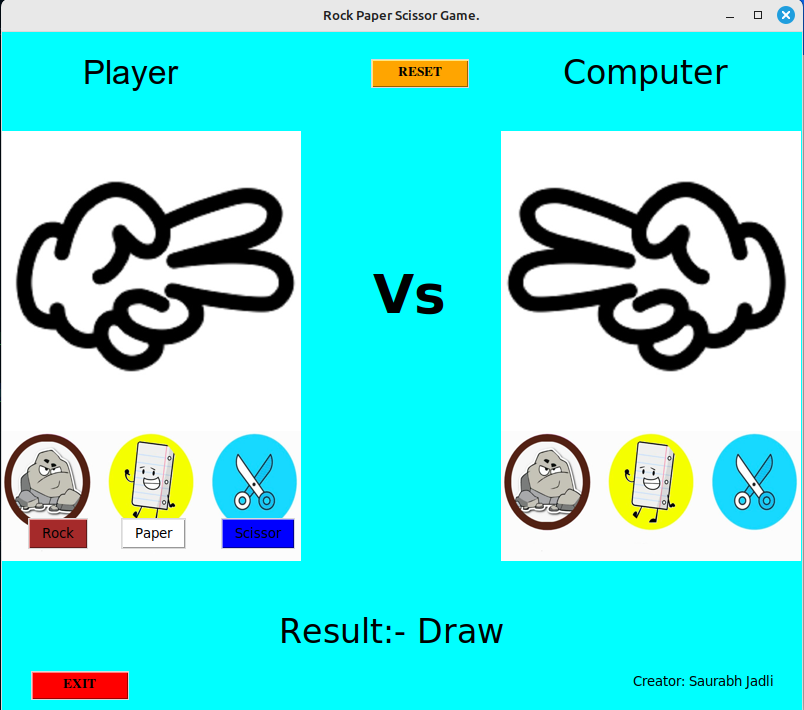 Rock Paper Scissor Game.
Player
RESET
Computer
Vs
Rock
Paper
Scissor
Result:- Draw
EXIT
Creator: Saurabh Jadli